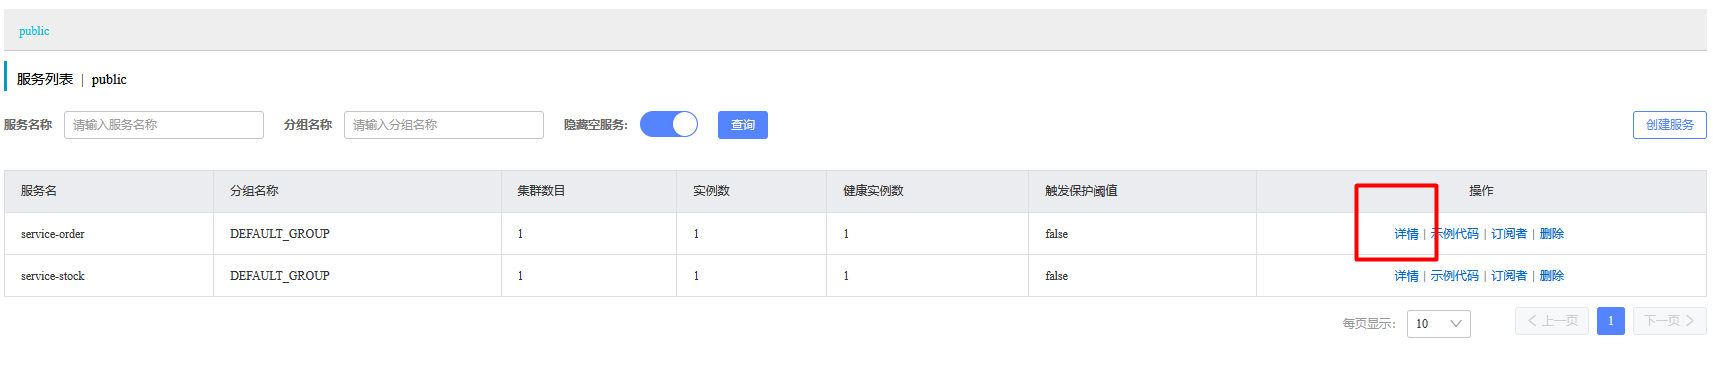 public
服务列表 | public
服务名称 请输入服务名称 分组名称 请输入分组名称 隐藏空服务: 查询 创建服务
服务名 分组名称 集群数目 实例数 健康实例数 触发保护阈值 操作
service-order DEFAULT_GROUP 1 1 1 false 详情 | 示例代码 | 订阅者 | 删除
service-stock DEFAULT_GROUP 1 1 1 false 详情 | 示例代码 | 订阅者 | 删除
每页显示: 10 上一页 1 下一页